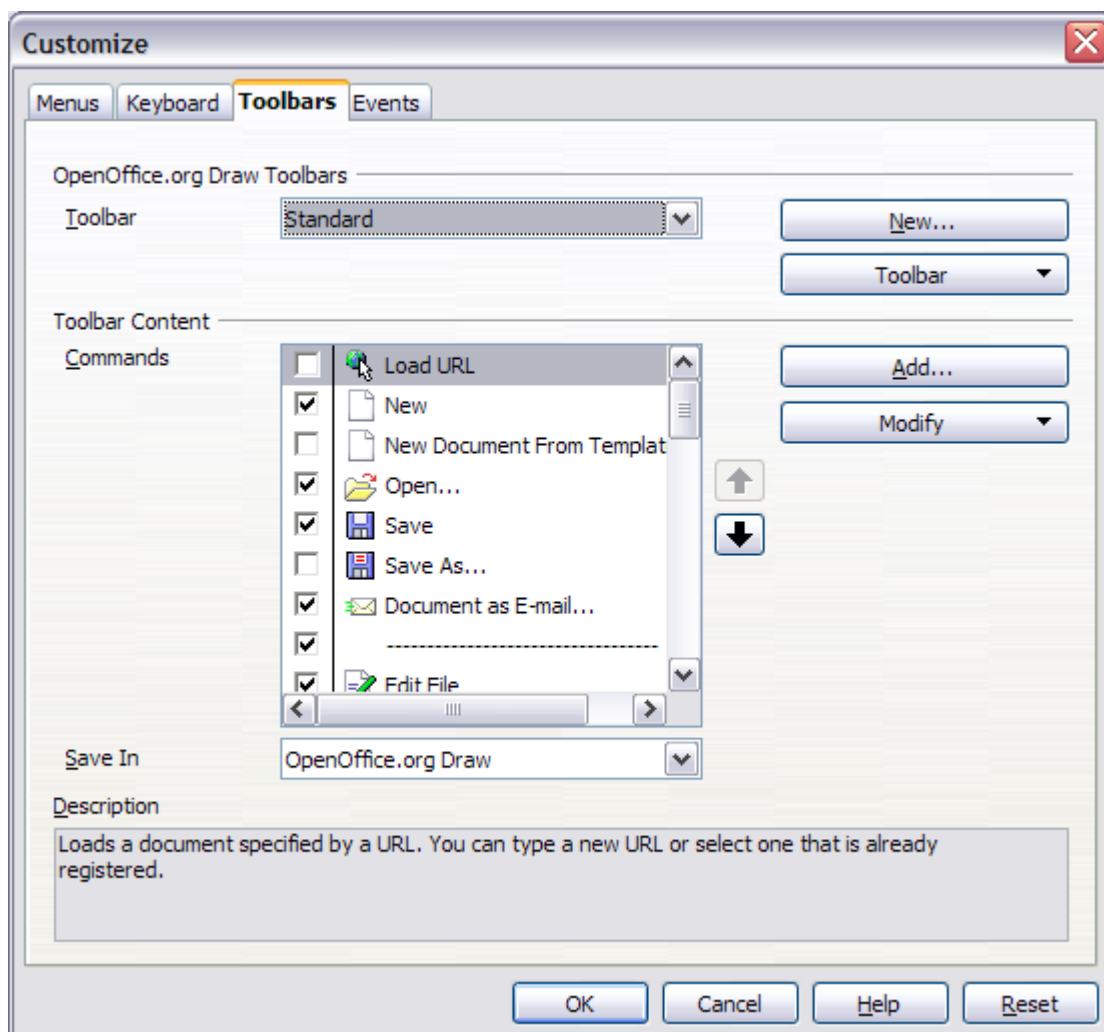 Customize
Menus Keyboard Toolbars Events
OpenOffice.org Draw Toolbars
Toolbar Standard New...
Toolbar
Toolbar Content
Commands Load URL Add...
New Modify
New Document From Templat
Open...
Save
Save As...
Document as E-mail...
----------------------------------
Edit File
Save In OpenOffice.org Draw
Description
Loads a document specified by a URL. You can type a new URL or select one that is already
registered.
OK Cancel Help Reset